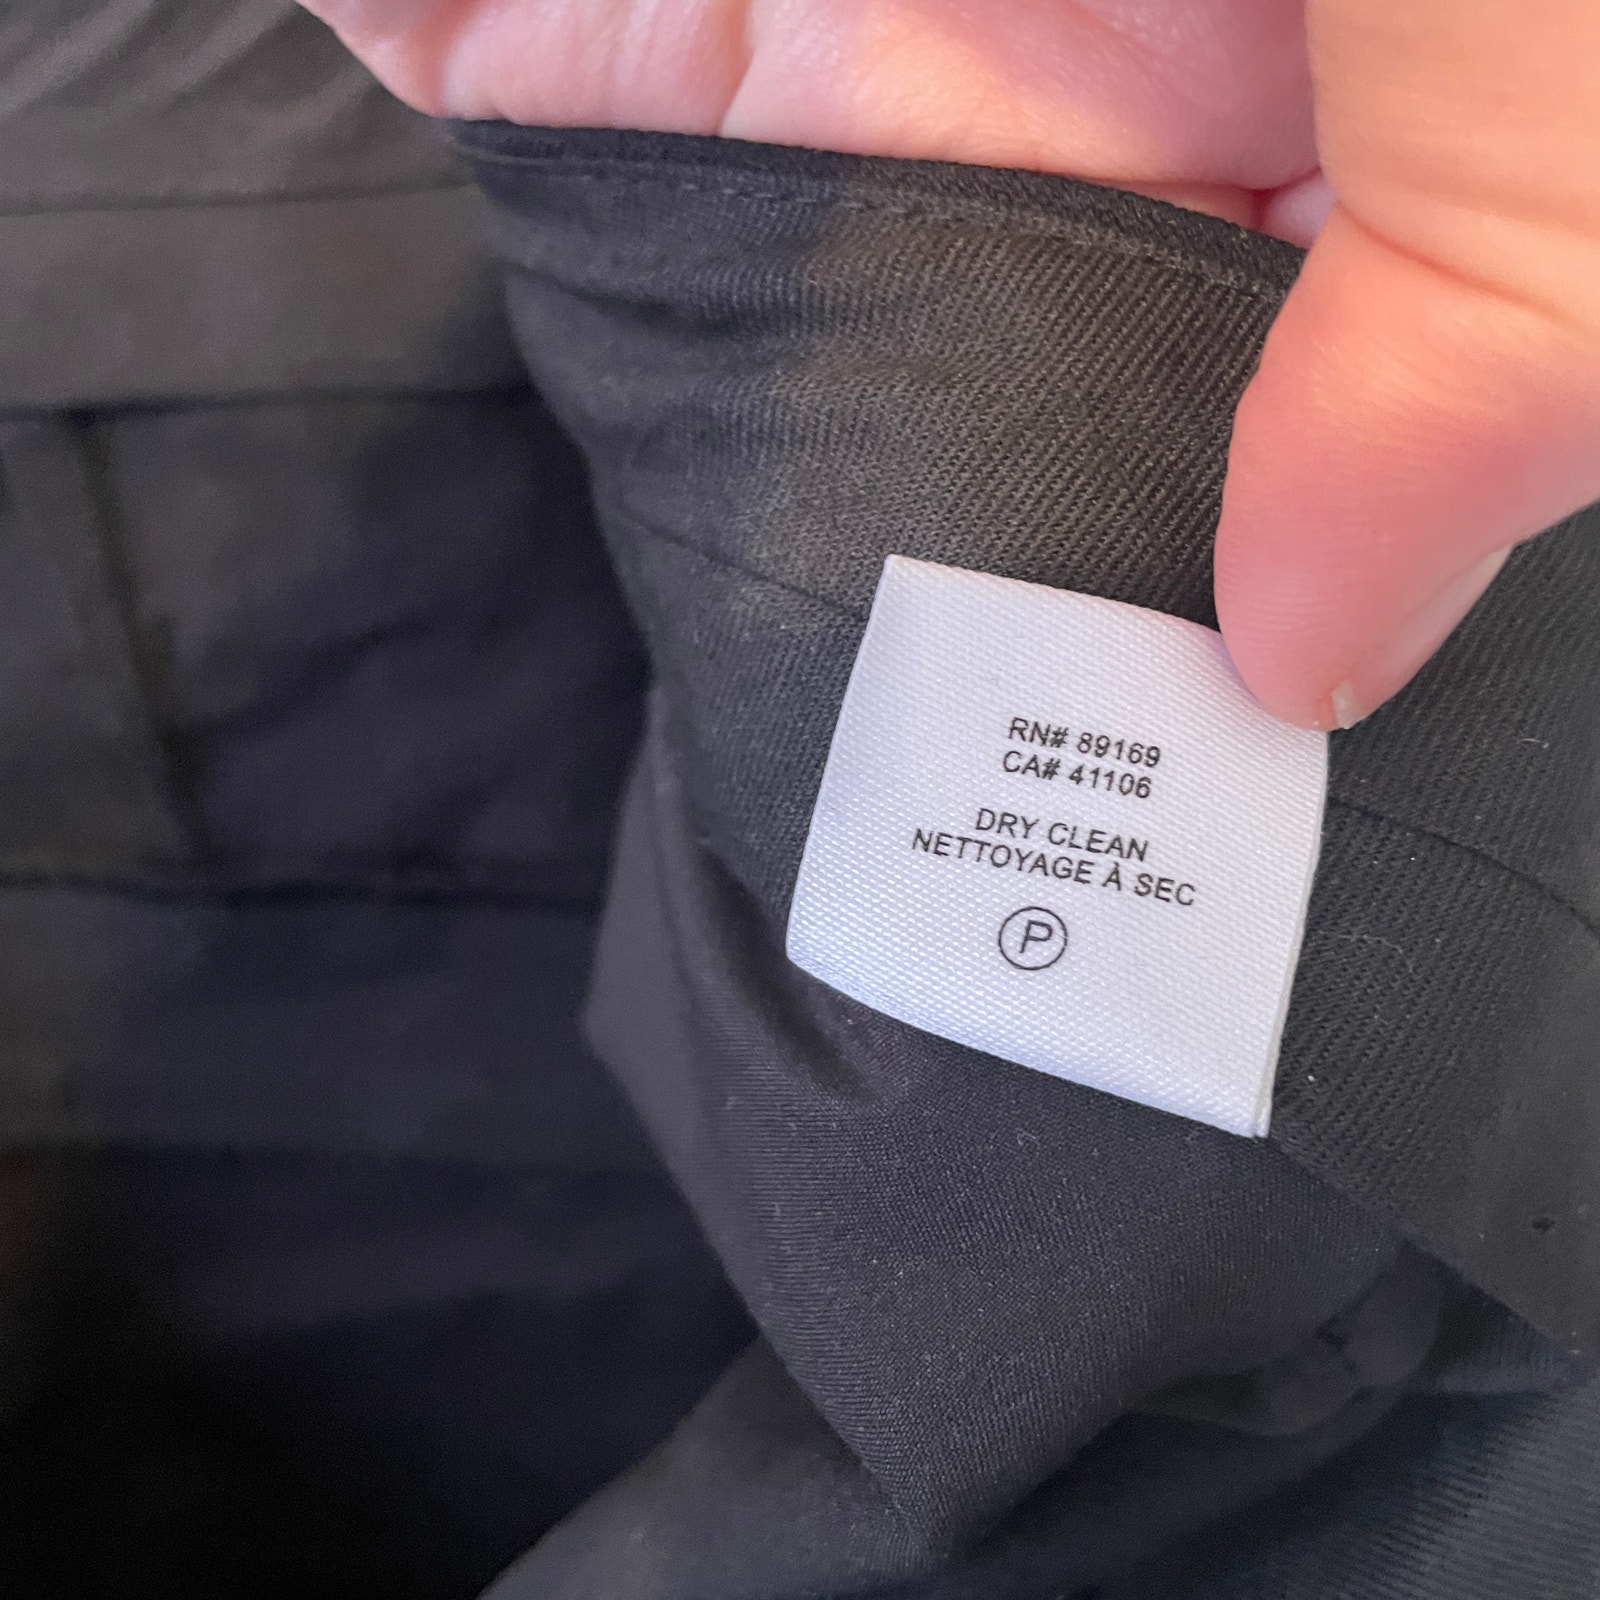 RN# 89169
CA# 41106
DRY CLEAN
NETTOYAGE À SEC
P